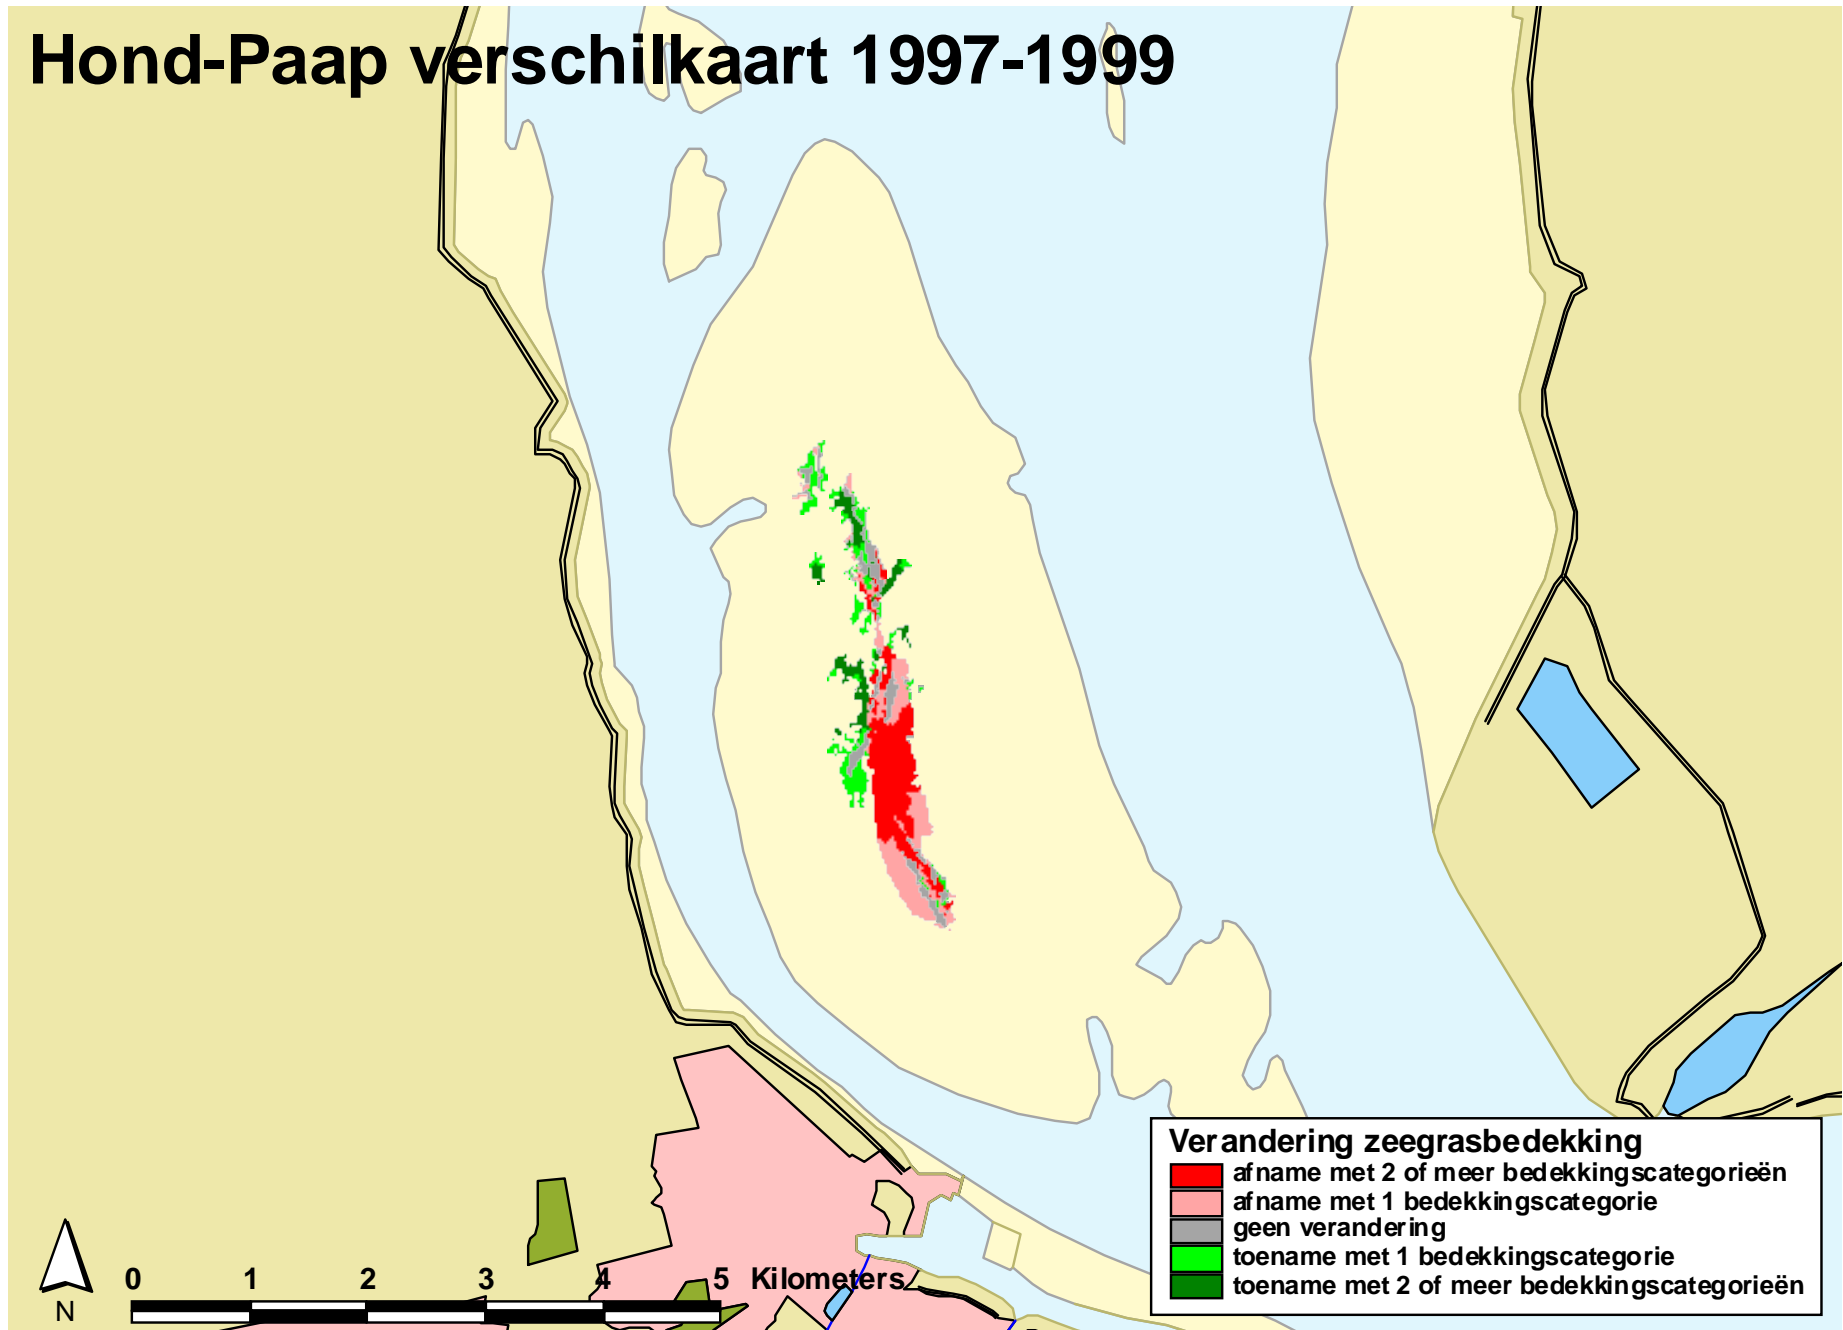 Hond-Paap verschilkaart 1997-1999
Verandering zeegrasbedekking
afname met 2 of meer bedekkingscategorieën
afname met 1 bedekkingscategorie
geen verandering
toename met 1 bedekkingscategorie
toename met 2 of meer bedekkingscategorieën
0 1 2 3 4 5 Kilometers
N